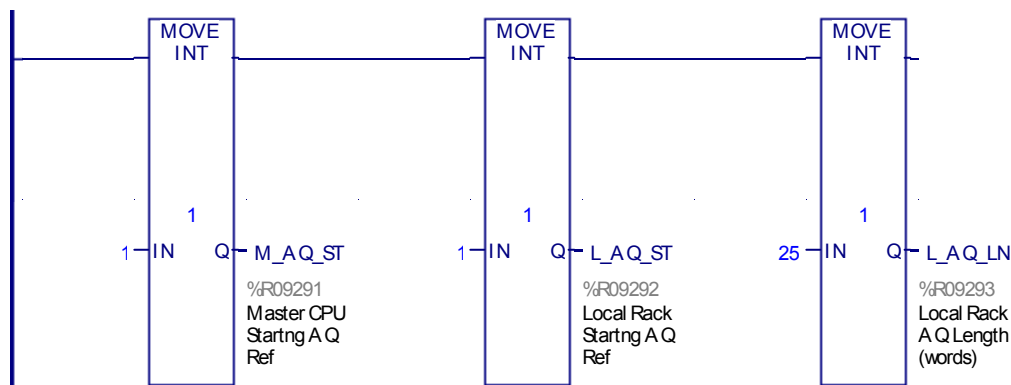 MOVE
INT
1
1 IN Q M_AQ_ST
%R09291
Master CPU
Startng AQ
Ref
MOVE
INT
1
1 IN Q L_AQ_ST
%R09292
Local Rack
Startng AQ
Ref
MOVE
INT
1
25 IN Q L_AQ_LN
%R09293
Local Rack
AQ Length
(words)